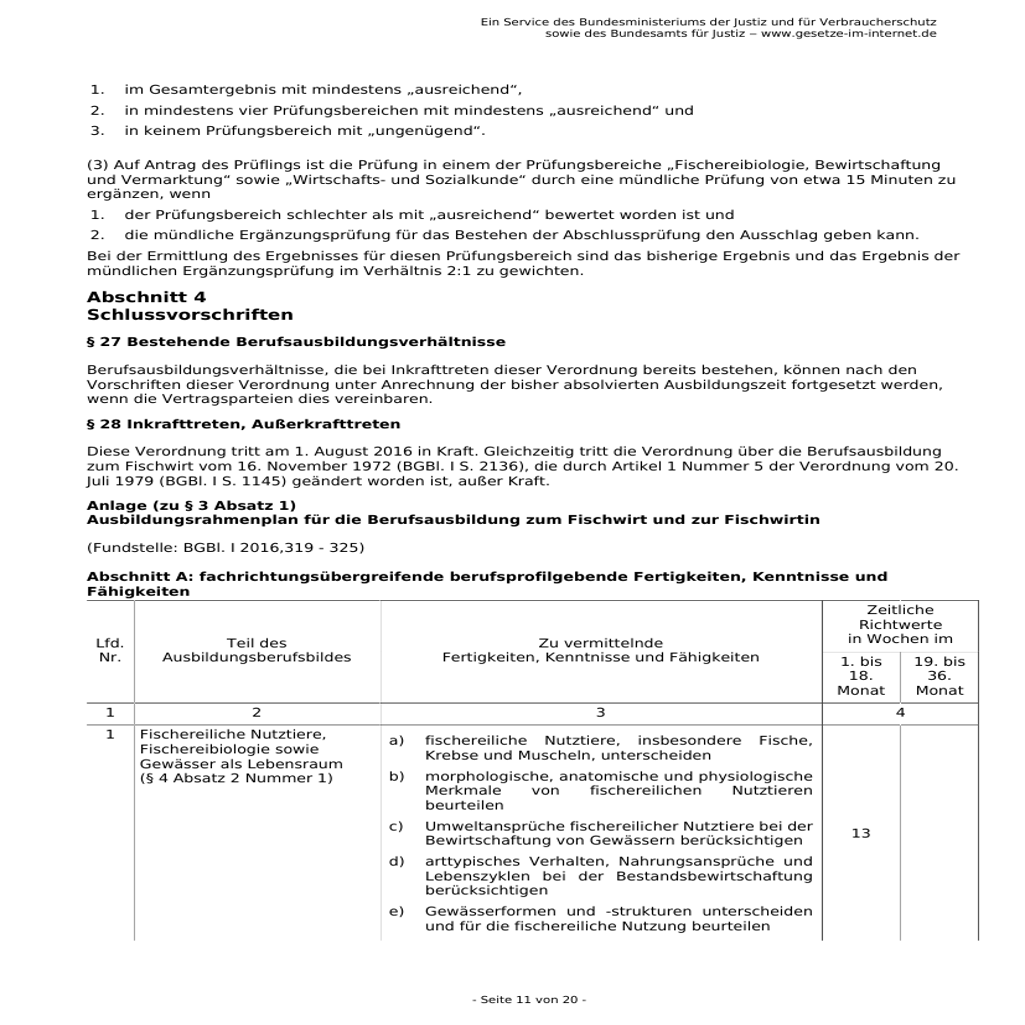 Ein Service des Bundesministeriums der Justiz und für Verbraucherschutz
sowie des Bundesamts für Justiz – www.gesetze-im-internet.de
1. im Gesamtergebnis mit mindestens „ausreichend“,
2. in mindestens vier Prüfungsbereichen mit mindestens „ausreichend“ und
3. in keinem Prüfungsbereich mit „ungenügend“.
(3) Auf Antrag des Prüflings ist die Prüfung in einem der Prüfungsbereiche „Fischereibiologie, Bewirtschaftung
und Vermarktung“ sowie „Wirtschafts- und Sozialkunde“ durch eine mündliche Prüfung von etwa 15 Minuten zu
ergänzen, wenn
1. der Prüfungsbereich schlechter als mit „ausreichend“ bewertet worden ist und
2. die mündliche Ergänzungsprüfung für das Bestehen der Abschlussprüfung den Ausschlag geben kann.
Bei der Ermittlung des Ergebnisses für diesen Prüfungsbereich sind das bisherige Ergebnis und das Ergebnis der
mündlichen Ergänzungsprüfung im Verhältnis 2:1 zu gewichten.
Abschnitt 4
Schlussvorschriften
§ 27 Bestehende Berufsausbildungsverhältnisse
Berufsausbildungsverhältnisse, die bei Inkrafttreten dieser Verordnung bereits bestehen, können nach den
Vorschriften dieser Verordnung unter Anrechnung der bisher absolvierten Ausbildungszeit fortgesetzt werden,
wenn die Vertragsparteien dies vereinbaren.
§ 28 Inkrafttreten, Außerkrafttreten
Diese Verordnung tritt am 1. August 2016 in Kraft. Gleichzeitig tritt die Verordnung über die Berufsausbildung
zum Fischwirt vom 16. November 1972 (BGBl. I S. 2136), die durch Artikel 1 Nummer 5 der Verordnung vom 20.
Juli 1979 (BGBl. I S. 1145) geändert worden ist, außer Kraft.
Anlage (zu § 3 Absatz 1)
Ausbildungsrahmenplan für die Berufsausbildung zum Fischwirt und zur Fischwirtin
(Fundstelle: BGBl. I 2016,319 - 325)
Abschnitt A: fachrichtungsübergreifende berufsprofilgebende Fertigkeiten, Kenntnisse und
Fähigkeiten
Lfd.
Nr.
Teil des
Ausbildungsberufsbildes
Zu vermittelnde
Fertigkeiten, Kenntnisse und Fähigkeiten
Zeitliche
Richtwerte
in Wochen im
1. bis
18.
Monat
19. bis
36.
Monat
1 2 3 4
1
Fischereiliche Nutztiere,
Fischereibiologie sowie
Gewässer als Lebensraum
(§ 4 Absatz 2 Nummer 1)
a) fischereiliche Nutztiere, insbesondere Fische,
Krebse und Muscheln, unterscheiden
b) morphologische, anatomische und physiologische
Merkmale von fischereilichen Nutztieren
beurteilen
c) Umweltansprüche fischereilicher Nutztiere bei der
Bewirtschaftung von Gewässern berücksichtigen
d) arttypisches Verhalten, Nahrungsansprüche und
Lebenszyklen bei der Bestandsbewirtschaftung
berücksichtigen
e) Gewässerformen und -strukturen unterscheiden
und für die fischereiliche Nutzung beurteilen
13
- Seite 11 von 20 -